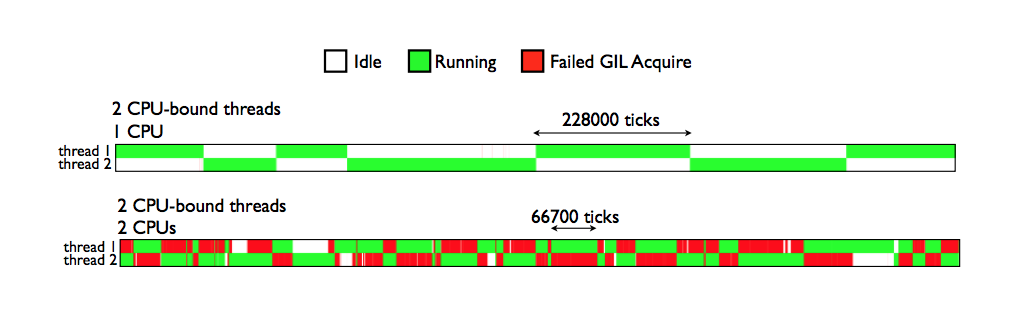 Idle Running Failed GIL Acquire
2 CPU-bound threads
1 CPU
228000 ticks
thread 1
thread 2
2 CPU-bound threads
2 CPUs
66700 ticks
thread 1
thread 2